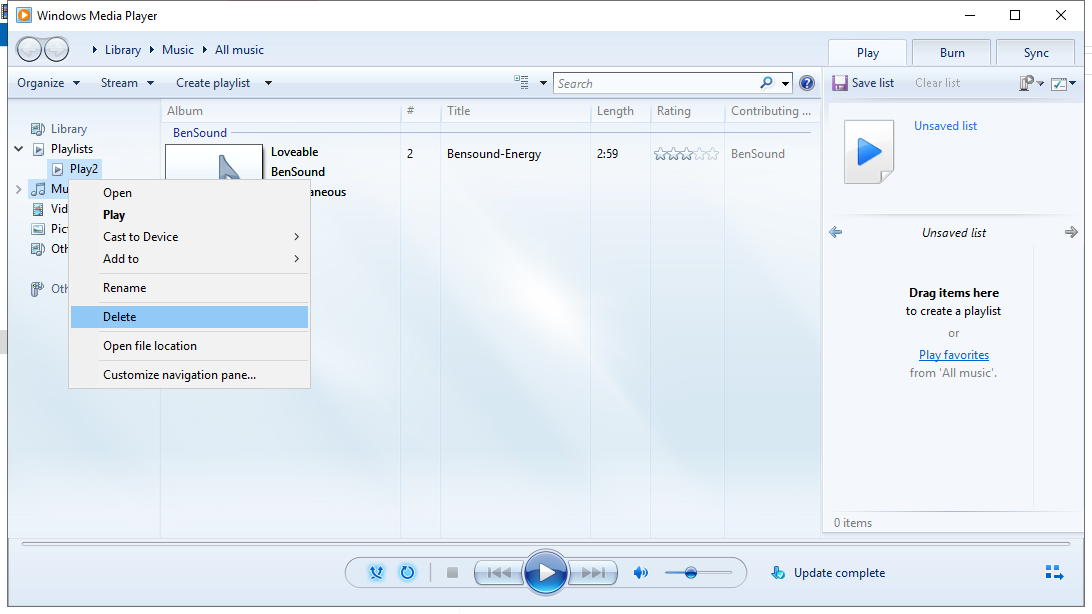 Windows Media Player
Library Music All music
Play Burn Sync
Organize Stream Create playlist Search Save list Clear list
Album # Title Length Rating Contributing ...
Library
Playlists
Play2
Mu
Vid
Pic
Oth
Oth
BenSound
Loveable
BenSound
aneous
2 Bensound-Energy 2:59 BenSound
Open
Play
Cast to Device
Add to
Rename
Delete
Open file location
Customize navigation pane...
Unsaved list
Unsaved list
Drag items here
to create a playlist
or
Play favorites
from 'All music'.
0 items
Update complete